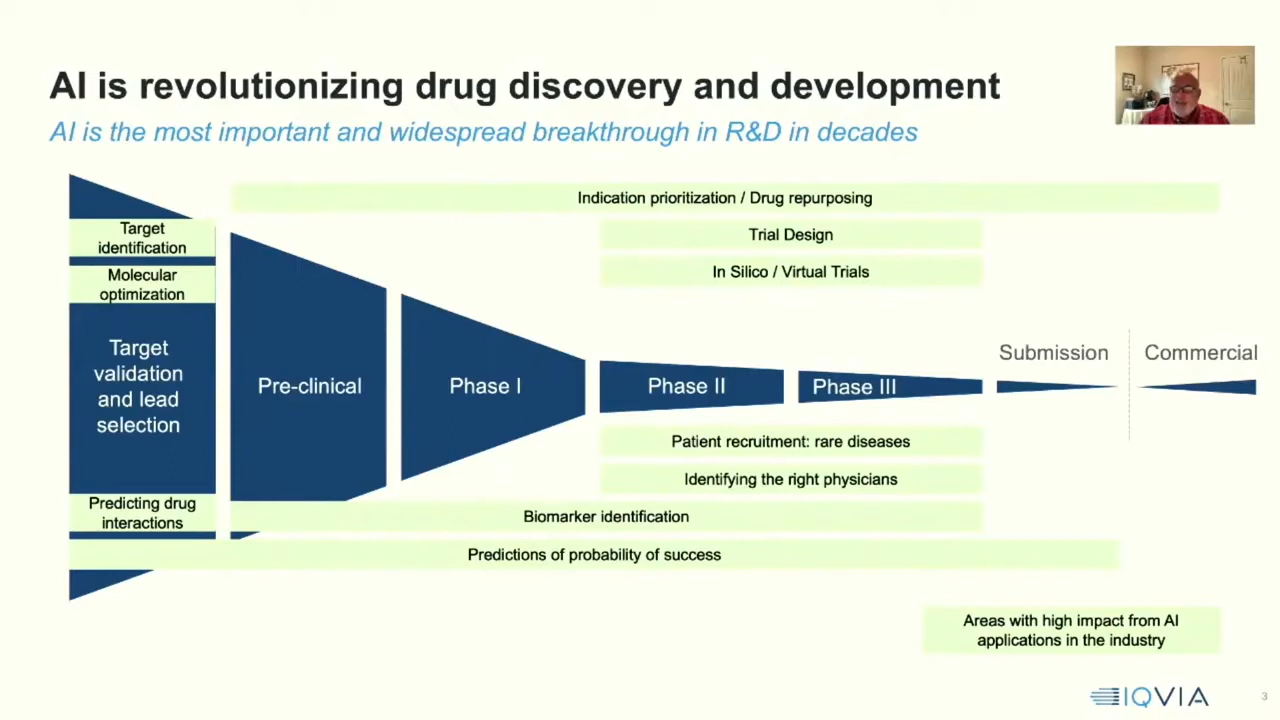 AI is revolutionizing drug discovery and development
AI is the most important and widespread breakthrough in R&D in decades
Indication prioritization / Drug repurposing
Target
identification
Trial Design
Molecular
optimization
In Silico / Virtual Trials
Target
validation
and lead
selection
Pre-clinical
Phase I
Phase II
Phase III
Submission
Commercial
Patient recruitment: rare diseases
Identifying the right physicians
Predicting drug
interactions
Biomarker identification
Predictions of probability of success
Areas with high impact from AI
applications in the industry
IQVIA
3